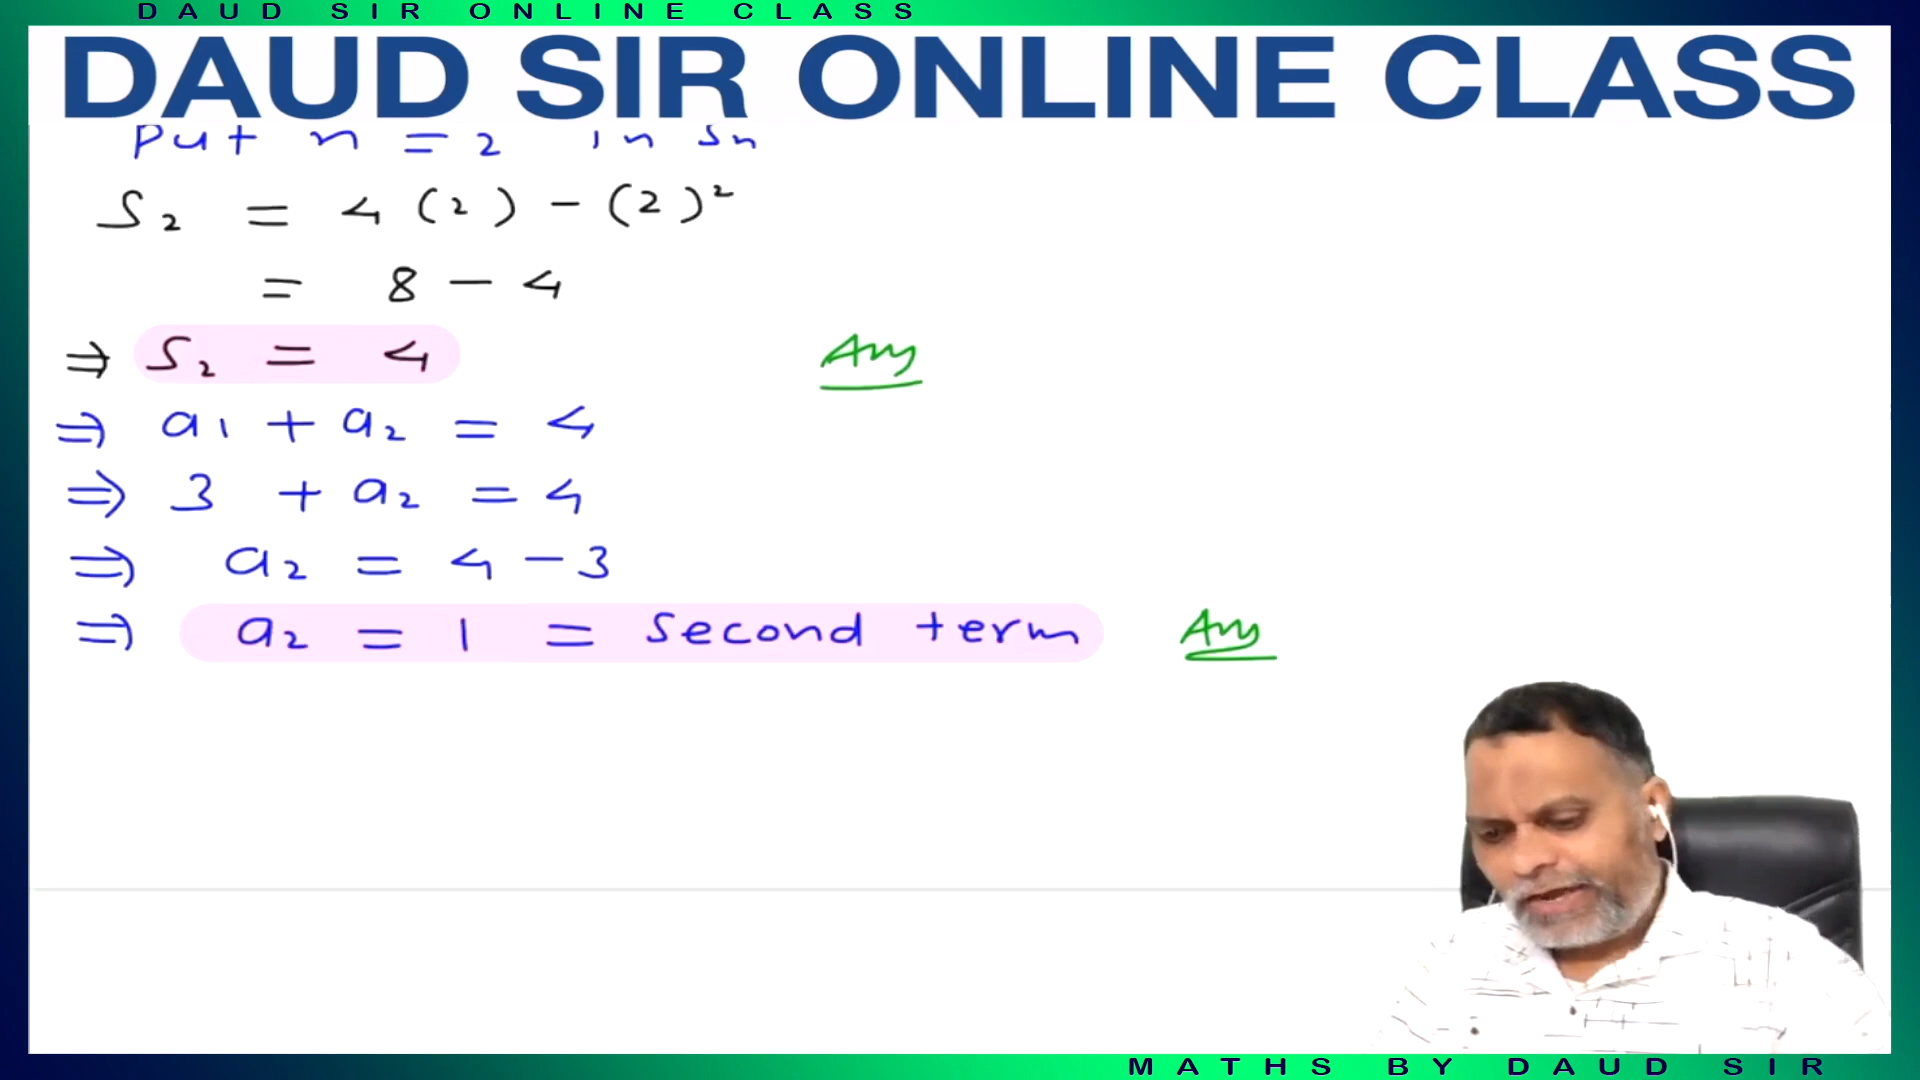 DAUD SIR ONLINE CLASS
DAUD SIR ONLINE CLASS
Put n = 2 in Sn
S₂ = 4(2) - (2)²
= 8 - 4
⇒ S₂ = 4 Ans
⇒ a₁ + a₂ = 4
⇒ 3 + a₂ = 4
⇒ a₂ = 4 - 3
⇒ a₂ = 1 = Second term Ans
MATHS BY DAUD SIR